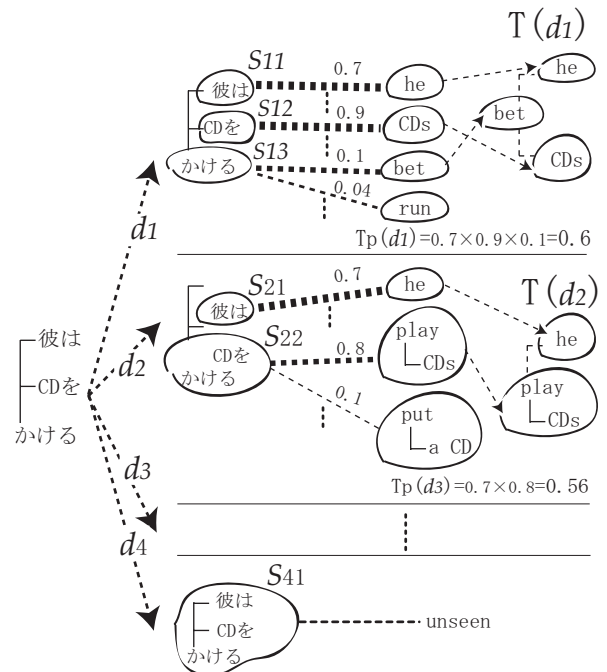 T(d1)
S11
彼は
0.7
he
he
S12
CDを
0.9
CDs
bet
CDs
S13
かける
0.1
bet
0.04
run
d1
Tp(d1)=0.7×0.9×0.1=0.6
T(d2)
S21
彼は
0.7
he
he
S22
CDを
かける
0.8
play
CDs
play
CDs
0.1
put
a CD
d2
彼は
CDを
かける
Tp(d3)=0.7×0.8=0.56
d3
d4
S41
彼は
CDを
かける
unseen